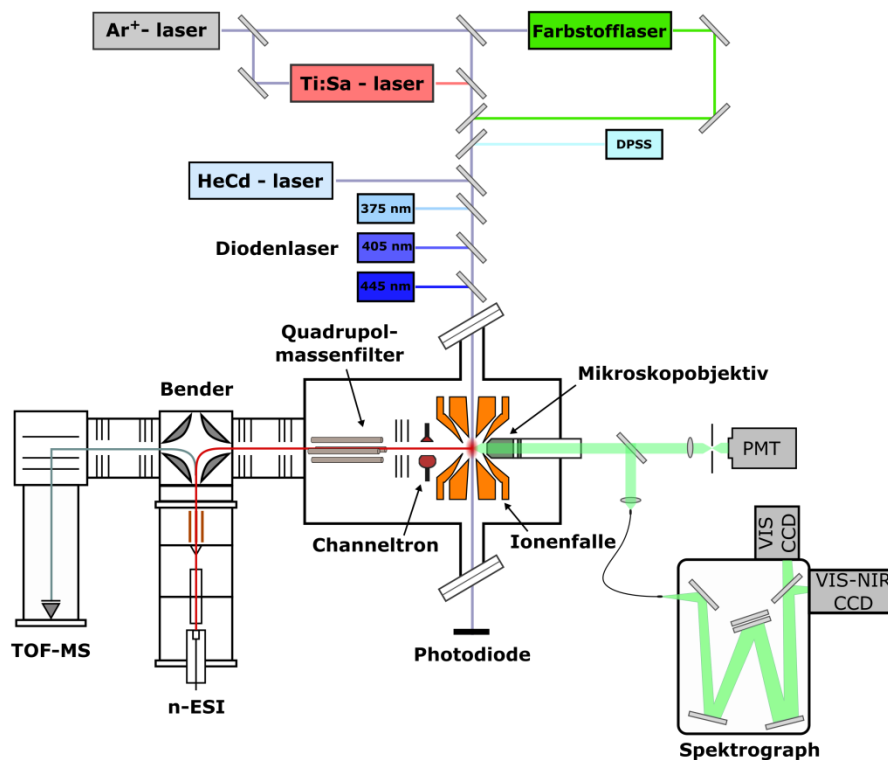 Ar⁺- laser
Farbstofflaser
Ti:Sa - laser
DPSS
HeCd - laser
375 nm
Diodenlaser
405 nm
445 nm
Quadrupol-
massenfilter
Mikroskopobjektiv
Bender
PMT
Channeltron
Ionenfalle
VIS
CCD
VIS-NIR
CCD
TOF-MS
Photodiode
n-ESI
Spektrograph